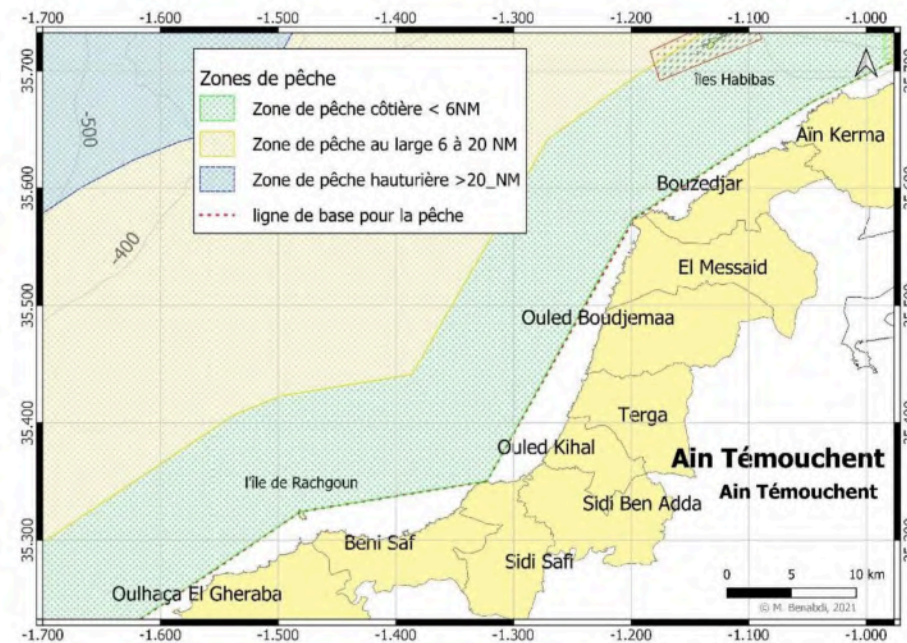 -1.700 -1.600 -1.500 -1.400 -1.300 -1.200 -1.100 -1.000
Zones de pêche
Zone de pêche côtière < 6NM
Zone de pêche au large 6 à 20 NM
Zone de pêche hauturière >20_NM
ligne de base pour la pêche
-500
-400
35.700
35.600
35.500
35.400
35.300
îles Habibas
Aïn Kerma
Bouzedjar
El Messaid
Ouled Boudjemaa
Terga
Ouled Kihal
Ain Témouchent
Ain Témouchent
l'île de Rachgoun
Sidi Ben Adda
Beni Saf
Sidi Safi
Oulhaça El Gheraba
0 5 10 km
© M. Benabdi, 2021
-1.700 -1.600 -1.500 -1.400 -1.300 -1.200 -1.100 -1.000